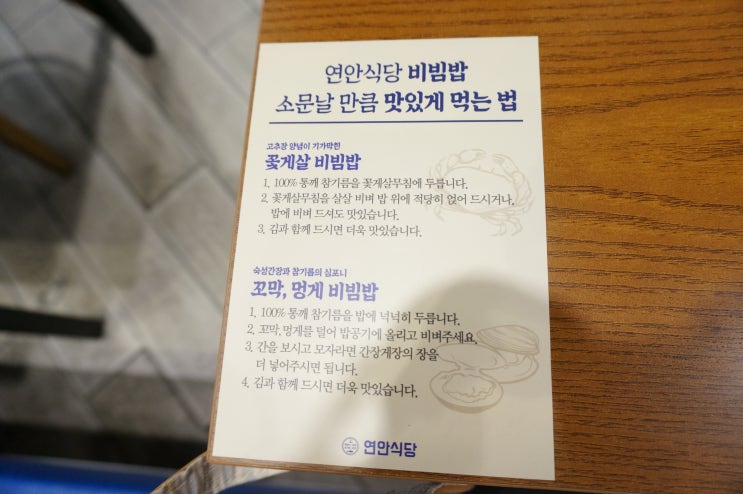 연안식당 비빔밥
소문날 만큼 맛있게 먹는 법
고추장 양념이 기가막힌
꽃게살 비빔밥
1. 100% 통깨 참기름을 꽃게살무침에 두릅니다.
2. 꽃게살무침을 살살 비벼 밥 위에 적당히 얹어 드시거나,
밥에 비벼 드셔도 맛있습니다.
3. 김과 함께 드시면 더욱 맛있습니다.
숙성간장과 참기름의 심포니
꼬막, 멍게 비빔밥
1. 100% 통깨 참기름을 밥에 넉넉히 두릅니다.
2. 꼬막, 멍게를 덜어 밥공기에 올리고 비벼주세요.
3. 간을 보시고 모자라면 간장게장의 장을
더 넣어주시면 됩니다.
4. 김과 함께 드시면 더욱 맛있습니다.
연안식당